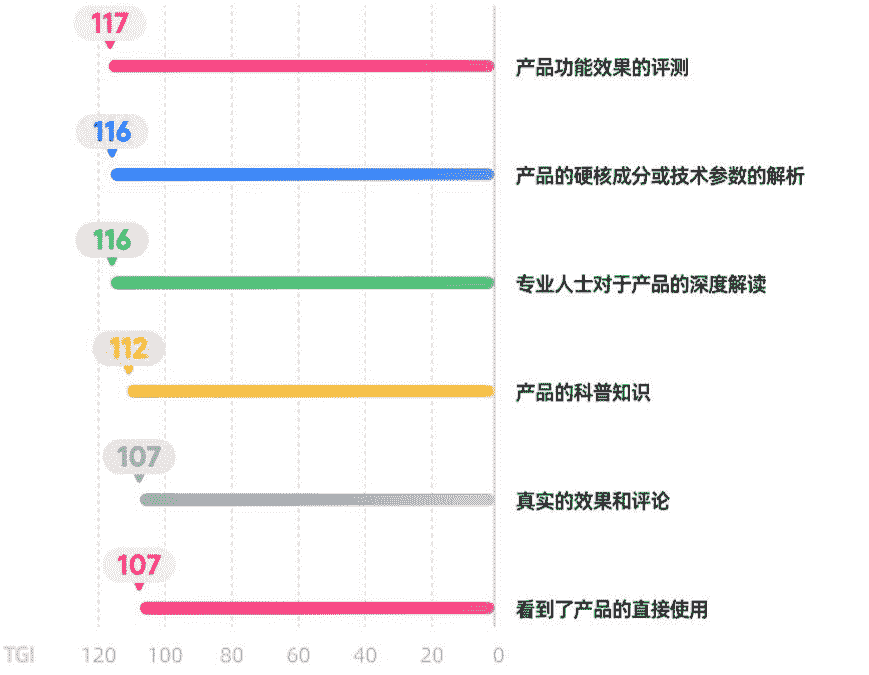 117
产品功能效果的评测
116
产品的硬核成分或技术参数的解析
116
专业人士对于产品的深度解读
112
产品的科普知识
107
真实的效果和评论
107
看到了产品的直接使用
TGI 120 100 80 60 40 20 0